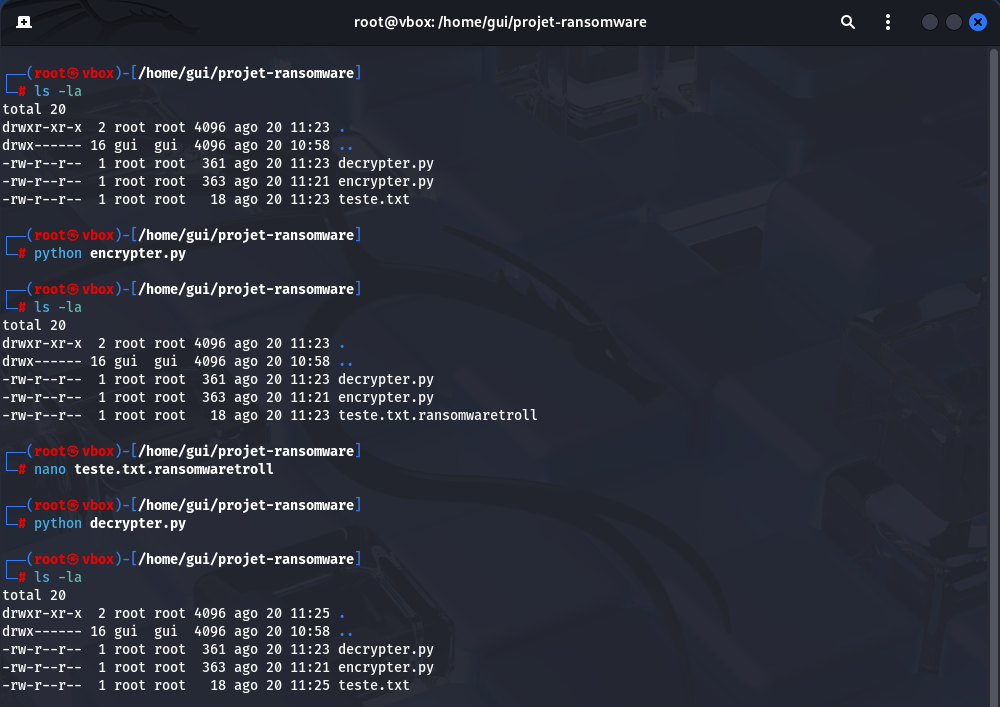 root@vbox: /home/gui/projet-ransomware
┌──(root㉿vbox)-[/home/gui/projet-ransomware]
└─# ls -la
total 20
drwxr-xr-x  2 root root 4096 ago 20 11:23 .
drwx------ 16 gui  gui  4096 ago 20 10:58 ..
-rw-r--r--  1 root root  361 ago 20 11:23 decrypter.py
-rw-r--r--  1 root root  363 ago 20 11:21 encrypter.py
-rw-r--r--  1 root root   18 ago 20 11:23 teste.txt
┌──(root㉿vbox)-[/home/gui/projet-ransomware]
└─# python encrypter.py
┌──(root㉿vbox)-[/home/gui/projet-ransomware]
└─# ls -la
total 20
drwxr-xr-x  2 root root 4096 ago 20 11:23 .
drwx------ 16 gui  gui  4096 ago 20 10:58 ..
-rw-r--r--  1 root root  361 ago 20 11:23 decrypter.py
-rw-r--r--  1 root root  363 ago 20 11:21 encrypter.py
-rw-r--r--  1 root root   18 ago 20 11:23 teste.txt.ransomwaretroll
┌──(root㉿vbox)-[/home/gui/projet-ransomware]
└─# nano teste.txt.ransomwaretroll
┌──(root㉿vbox)-[/home/gui/projet-ransomware]
└─# python decrypter.py
┌──(root㉿vbox)-[/home/gui/projet-ransomware]
└─# ls -la
total 20
drwxr-xr-x  2 root root 4096 ago 20 11:25 .
drwx------ 16 gui  gui  4096 ago 20 10:58 ..
-rw-r--r--  1 root root  361 ago 20 11:23 decrypter.py
-rw-r--r--  1 root root  363 ago 20 11:21 encrypter.py
-rw-r--r--  1 root root   18 ago 20 11:25 teste.txt